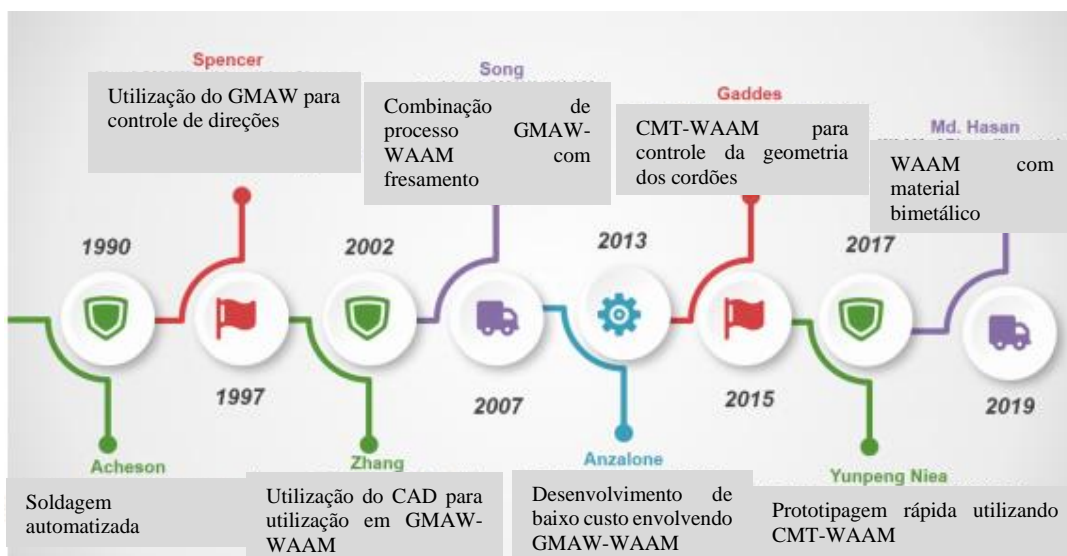 Spencer
Utilização do GMAW para
controle de direções
Song
Combinação de
processo GMAW-
WAAM com
fresamento
Gaddes
CMT-WAAM para
controle da geometria
dos cordões
Md. Hasan
WAAM com
material
bimetálico
1990
2002
2013
2017
1997
2007
2015
2019
Acheson
Soldagem
automatizada
Zhang
Utilização do CAD para
utilização em GMAW-
WAAM
Anzalone
Desenvolvimento de
baixo custo envolvendo
GMAW-WAAM
Yunpeng Niea
Prototipagem rápida utilizando
CMT-WAAM